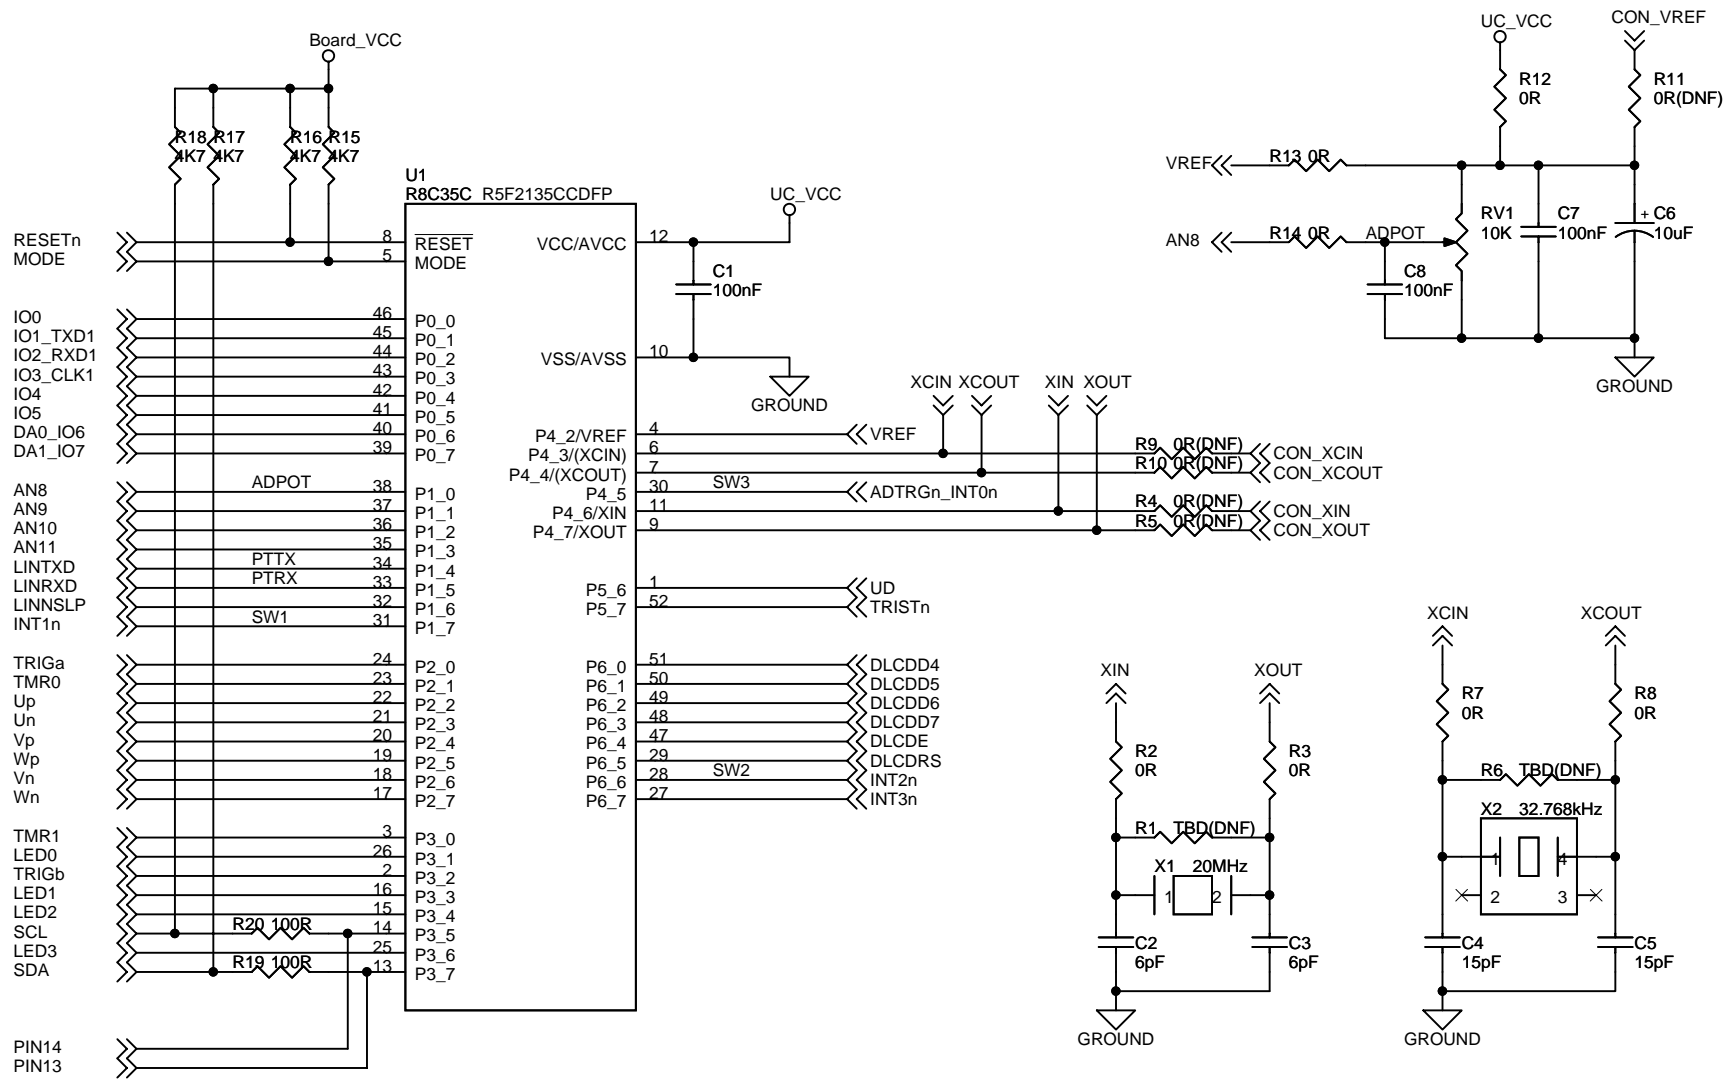 Board_VCC
R18
4K7
R17
4K7
R16
4K7
R15
4K7
U1
R8C35C R5F2135CCDFP
RESETn
MODE
8
5
RESET
MODE
IO0
IO1_TXD1
IO2_RXD1
IO3_CLK1
IO4
IO5
DA0_IO6
DA1_IO7
46
45
44
43
42
41
40
39
P0_0
P0_1
P0_2
P0_3
P0_4
P0_5
P0_6
P0_7
AN8
AN9
AN10
AN11
LINTXD
LINRXD
LINNSLP
INT1n
ADPOT
PTTX
PTRX
SW1
38
37
36
35
34
33
32
31
P1_0
P1_1
P1_2
P1_3
P1_4
P1_5
P1_6
P1_7
TRIGa
TMR0
Up
Un
Vp
Wp
Vn
Wn
24
23
22
21
20
19
18
17
P2_0
P2_1
P2_2
P2_3
P2_4
P2_5
P2_6
P2_7
TMR1
LED0
TRIGb
LED1
LED2
SCL
LED3
SDA
R20 100R
R19 100R
3
26
2
16
15
14
25
13
P3_0
P3_1
P3_2
P3_3
P3_4
P3_5
P3_6
P3_7
PIN14
PIN13
VCC/AVCC
12
UC_VCC
C1
100nF
VSS/AVSS
10
GROUND
P4_2/VREF
P4_3/(XCIN)
P4_4/(XCOUT)
P4_5
P4_6/XIN
P4_7/XOUT
4
6
7
30
11
9
SW3
VREF
ADTRGn_INT0n
XCIN
XCOUT
XIN
XOUT
R9 0R(DNF)
R10 0R(DNF)
R4 0R(DNF)
R5 0R(DNF)
CON_XCIN
CON_XCOUT
CON_XIN
CON_XOUT
P5_6
P5_7
1
52
UD
TRISTn
P6_0
P6_1
P6_2
P6_3
P6_4
P6_5
P6_6
P6_7
51
50
49
48
47
29
28
27
SW2
DLCDD4
DLCDD5
DLCDD6
DLCDD7
DLCDE
DLCDRS
INT2n
INT3n
UC_VCC
CON_VREF
R12
0R
R11
0R(DNF)
VREF
R13 0R
AN8
R14 0R
ADPOT
RV1
10K
C7
100nF
+ C6
10uF
C8
100nF
GROUND
XIN
XOUT
R2
0R
R3
0R
R1 TBD(DNF)
X1 20MHz
1
2
C2
6pF
C3
6pF
GROUND
XCIN
XCOUT
R7
0R
R8
0R
R6 TBD(DNF)
X2 32.768kHz
1
4
2
3
C4
15pF
C5
15pF
GROUND